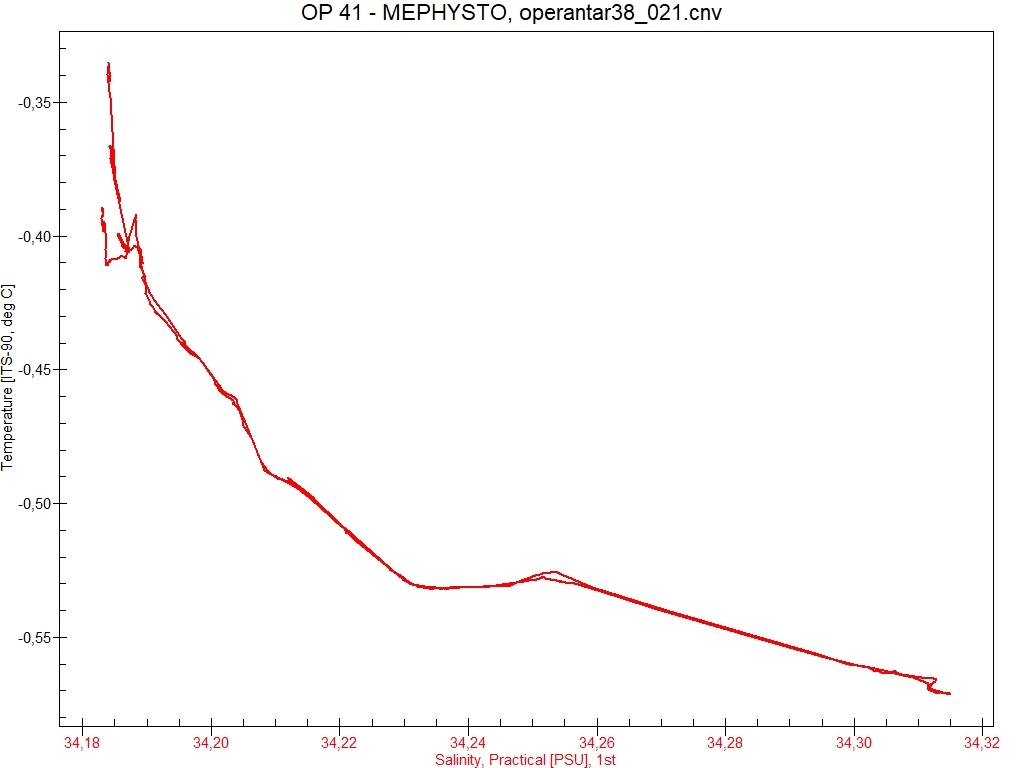 OP 41 - MEPHYSTO, operantar38_021.cnv
-0,35
-0,40
-0,45
-0,50
-0,55
Temperature [ITS-90, deg C]
34,18 34,20 34,22 34,24 34,26 34,28 34,30 34,32
Salinity, Practical [PSU], 1st